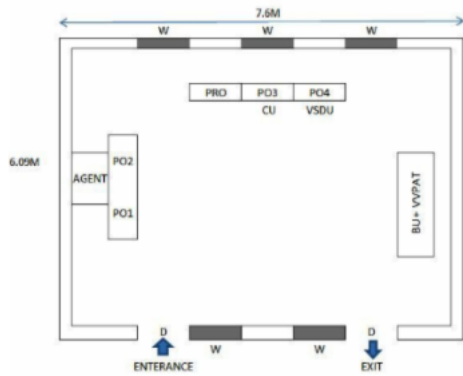 7.6M
W W W
PRO PO3 PO4
CU VSDU
6.09M
PO2
AGENT
PO1
BU+ VVPAT
D D
W W
ENTERANCE EXIT